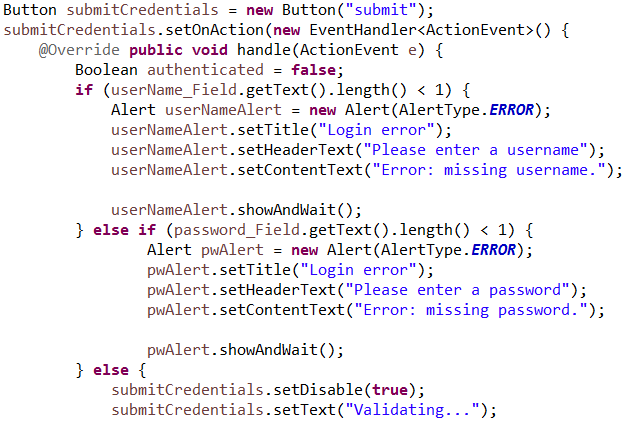 Button submitCredentials = new Button("submit");
submitCredentials.setOnAction(new EventHandler<ActionEvent>() {
    @Override public void handle(ActionEvent e) {
        Boolean authenticated = false;
        if (userName_Field.getText().length() < 1) {
            Alert userNameAlert = new Alert(AlertType.ERROR);
            userNameAlert.setTitle("Login error");
            userNameAlert.setHeaderText("Please enter a username");
            userNameAlert.setContentText("Error: missing username.");

            userNameAlert.showAndWait();
        } else if (password_Field.getText().length() < 1) {
                Alert pwAlert = new Alert(AlertType.ERROR);
                pwAlert.setTitle("Login error");
                pwAlert.setHeaderText("Please enter a password");
                pwAlert.setContentText("Error: missing password.");

                pwAlert.showAndWait();
        } else {
            submitCredentials.setDisable(true);
            submitCredentials.setText("Validating...");